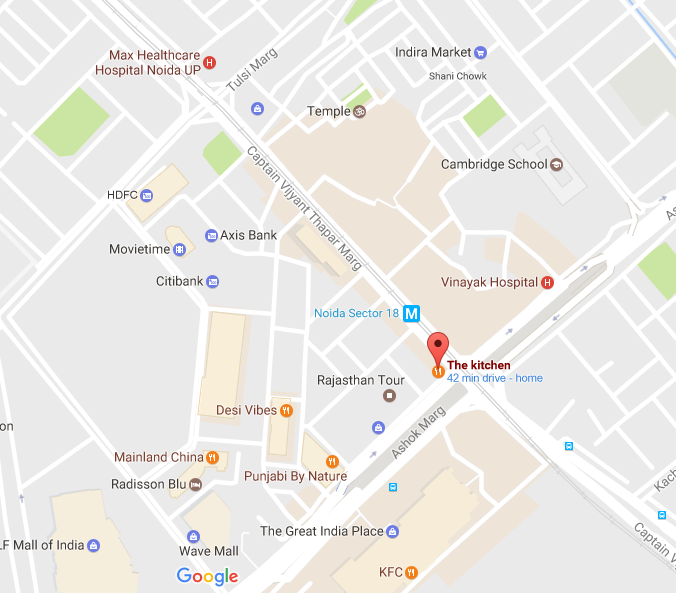 Max Healthcare
Hospital Noida UP
H
Tulsi Marg
Indira Market
Shani Chowk
Temple
Cambridge School
Captain Vijyant Thapar Marg
HDFC
Axis Bank
Movietime
Citibank
As
Vinayak Hospital
H
Noida Sector 18
M
The kitchen
42 min drive - home
Rajasthan Tour
Desi Vibes
Ashok Marg
on
Mainland China
Punjabi By Nature
Radisson Blu
Kach
The Great India Place
LF Mall of India
Wave Mall
Captain V
Google
KFC